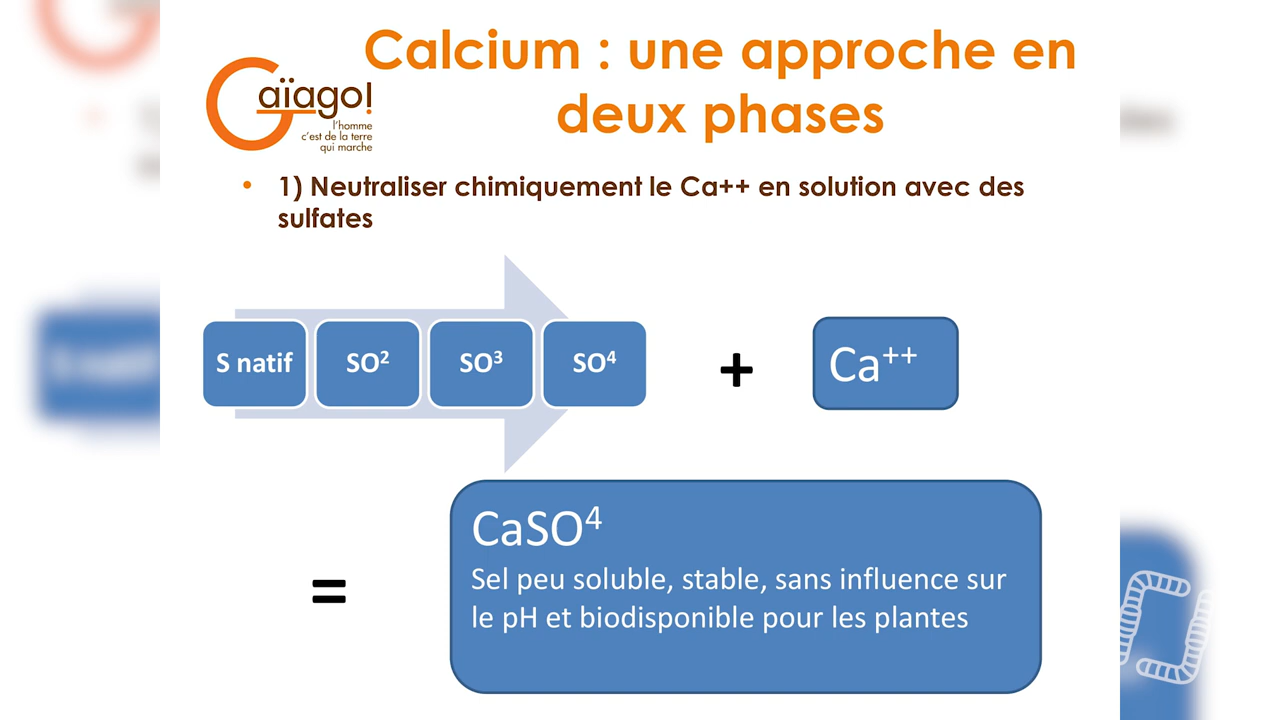 Calcium : une approche en
deux phases
Gaïago!
l'homme
c'est de la terre
qui marche
• 1) Neutraliser chimiquement le Ca++ en solution avec des
sulfates
S natif
SO²
SO³
SO⁴
+
Ca⁺⁺
=
CaSO⁴
Sel peu soluble, stable, sans influence sur
le pH et biodisponible pour les plantes